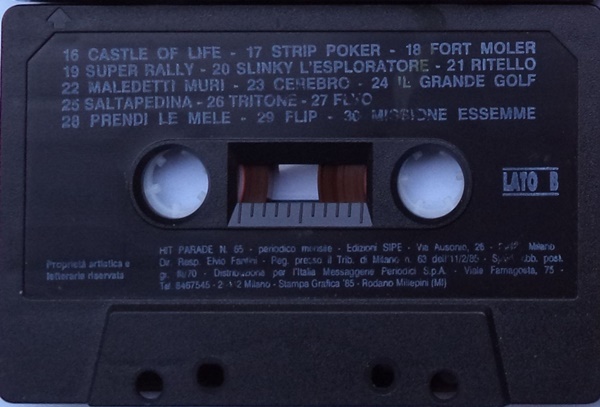 16 CASTLE OF LIFE - 17 STRIP POKER - 18 FORT MOLER
19 SUPER RALLY - 20 SLINKY L'ESPLORATORE - 21 RITELLO
22 MALEDETTI MURI - 23 CEREBRO - 24 IL GRANDE GOLF
25 SALTAPEDINA - 26 TRITONE - 27
28 PRENDI LE MELE - 29 FLIP - 30 MISSIONE ESSEMME
LATO B
Proprietà artistica e
letteraria riservata
HIT PARADE N. 65 - periodico mensile - Edizioni SIPE - Via Ausonio, 26 - Milano
Dir. Resp. Elvio Fantini - Reg. presso il Trib. di Milano n. 63 dell'11/2/85 - abb. post.
gr. - Distribuzione per l'Italia Messaggerie Periodici S.p.A. - Viale Famagosta, 75 -
Tel. 8467545 - Milano - Stampa Grafica '85 - Rodano Millepini (MI)